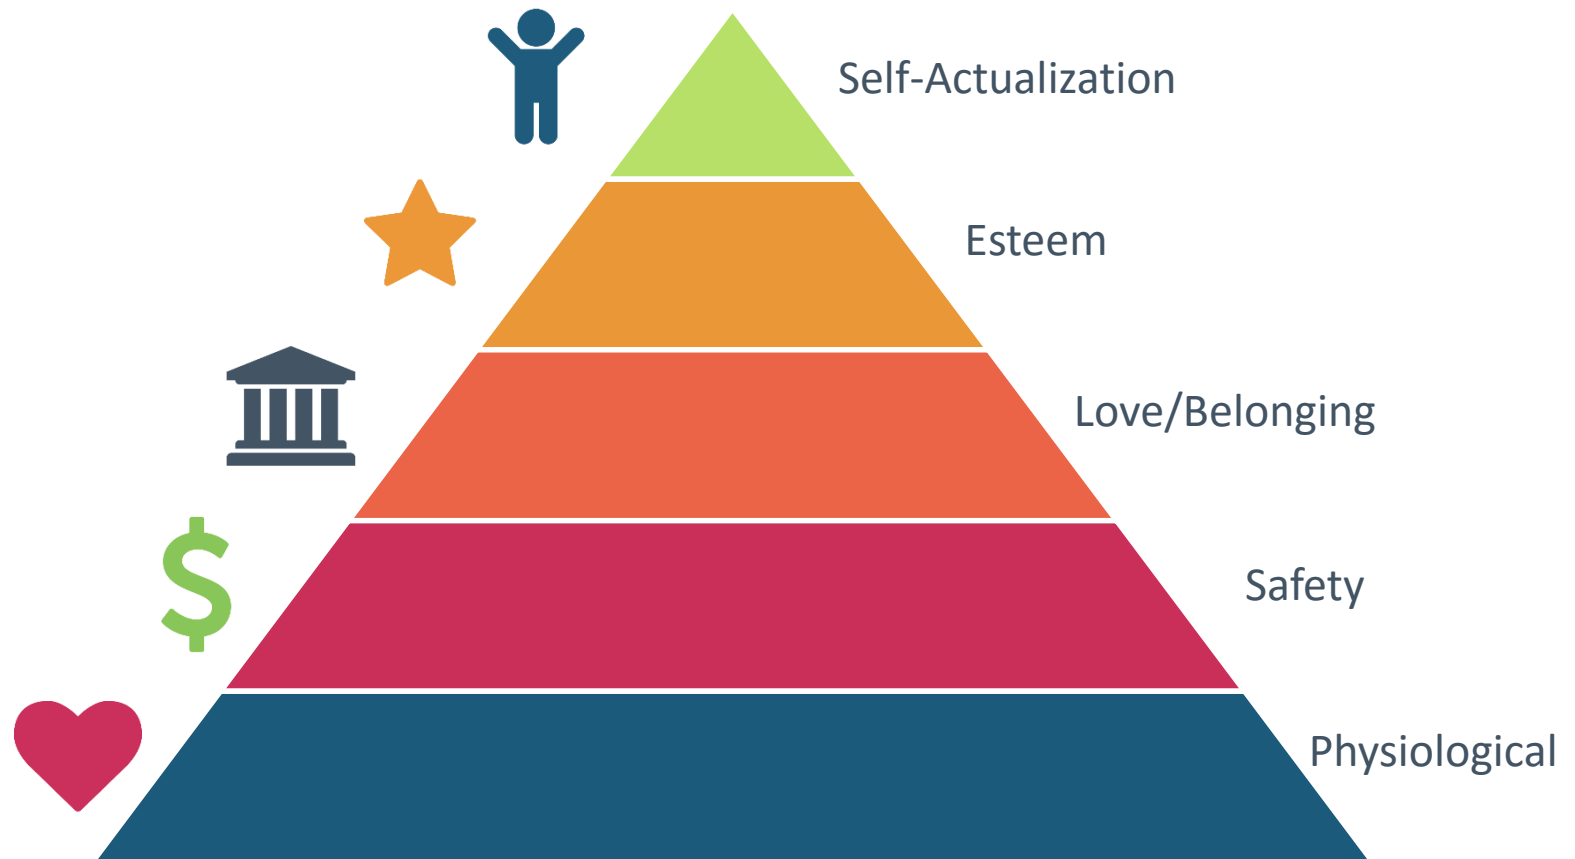 Self-Actualization
Esteem
Love/Belonging
Safety
Physiological